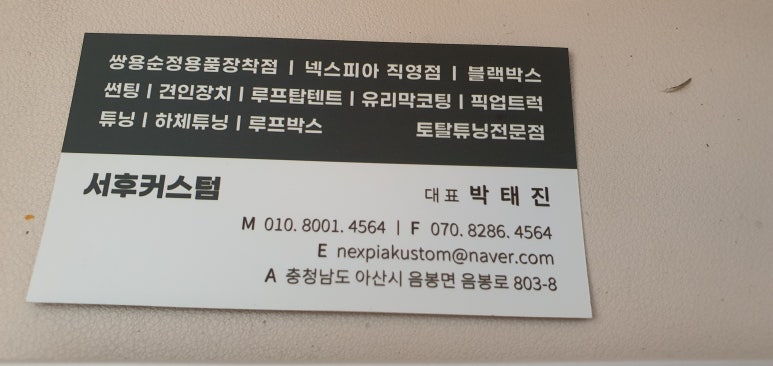 쌍용순정용품장착점 | 넥스피아 직영점 | 블랙박스
썬팅 | 견인장치 | 루프탑텐트 | 유리막코팅 | 픽업트럭
튜닝 | 하체튜닝 | 루프박스 토탈튜닝전문점
서후커스텀 대표 박태진
M 010. 8001. 4564 | F 070. 8286. 4564
E nexpiakustom@naver.com
A 충청남도 아산시 음봉면 음봉로 803-8